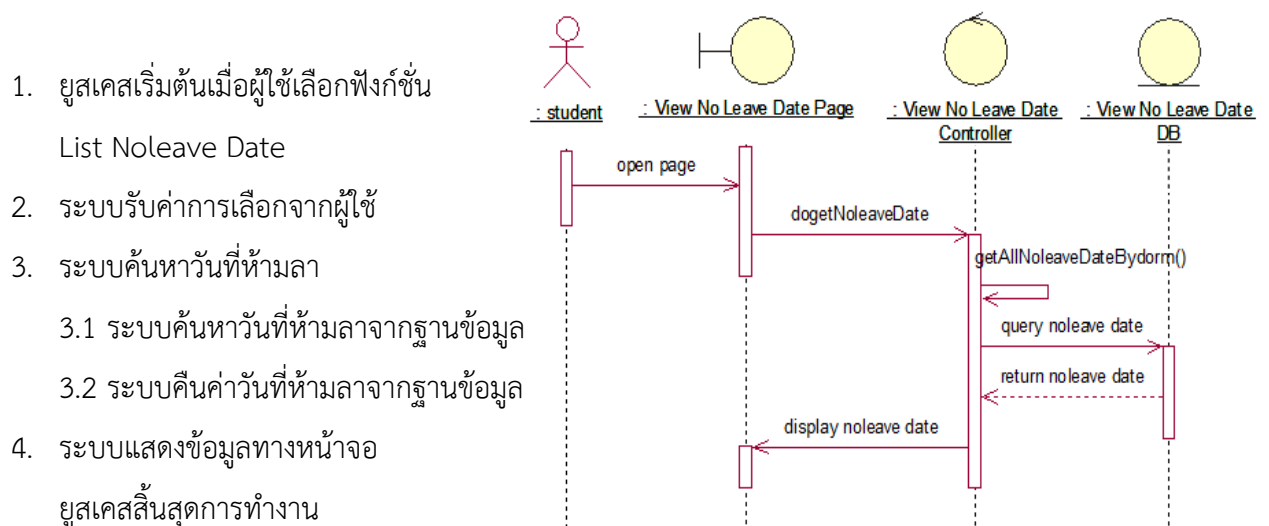 1. ยูสเคสเริ่มต้นเมื่อผู้ใช้เลือกฟังก์ชั่น
List Noleave Date
2. ระบบรับค่าการเลือกจากผู้ใช้
3. ระบบค้นหาวันที่ห้ามลา
3.1 ระบบค้นหาวันที่ห้ามลาจากฐานข้อมูล
3.2 ระบบคืนค่าวันที่ห้ามลาจากฐานข้อมูล
4. ระบบแสดงข้อมูลทางหน้าจอ
ยูสเคสสิ้นสุดการทำงาน
: student
: View No Leave Date Page
: View No Leave Date
Controller
: View No Leave Date
DB
open page
dogetNoleaveDate
getAllNoleaveDateBydorm()
query noleave date
return noleave date
display noleave date